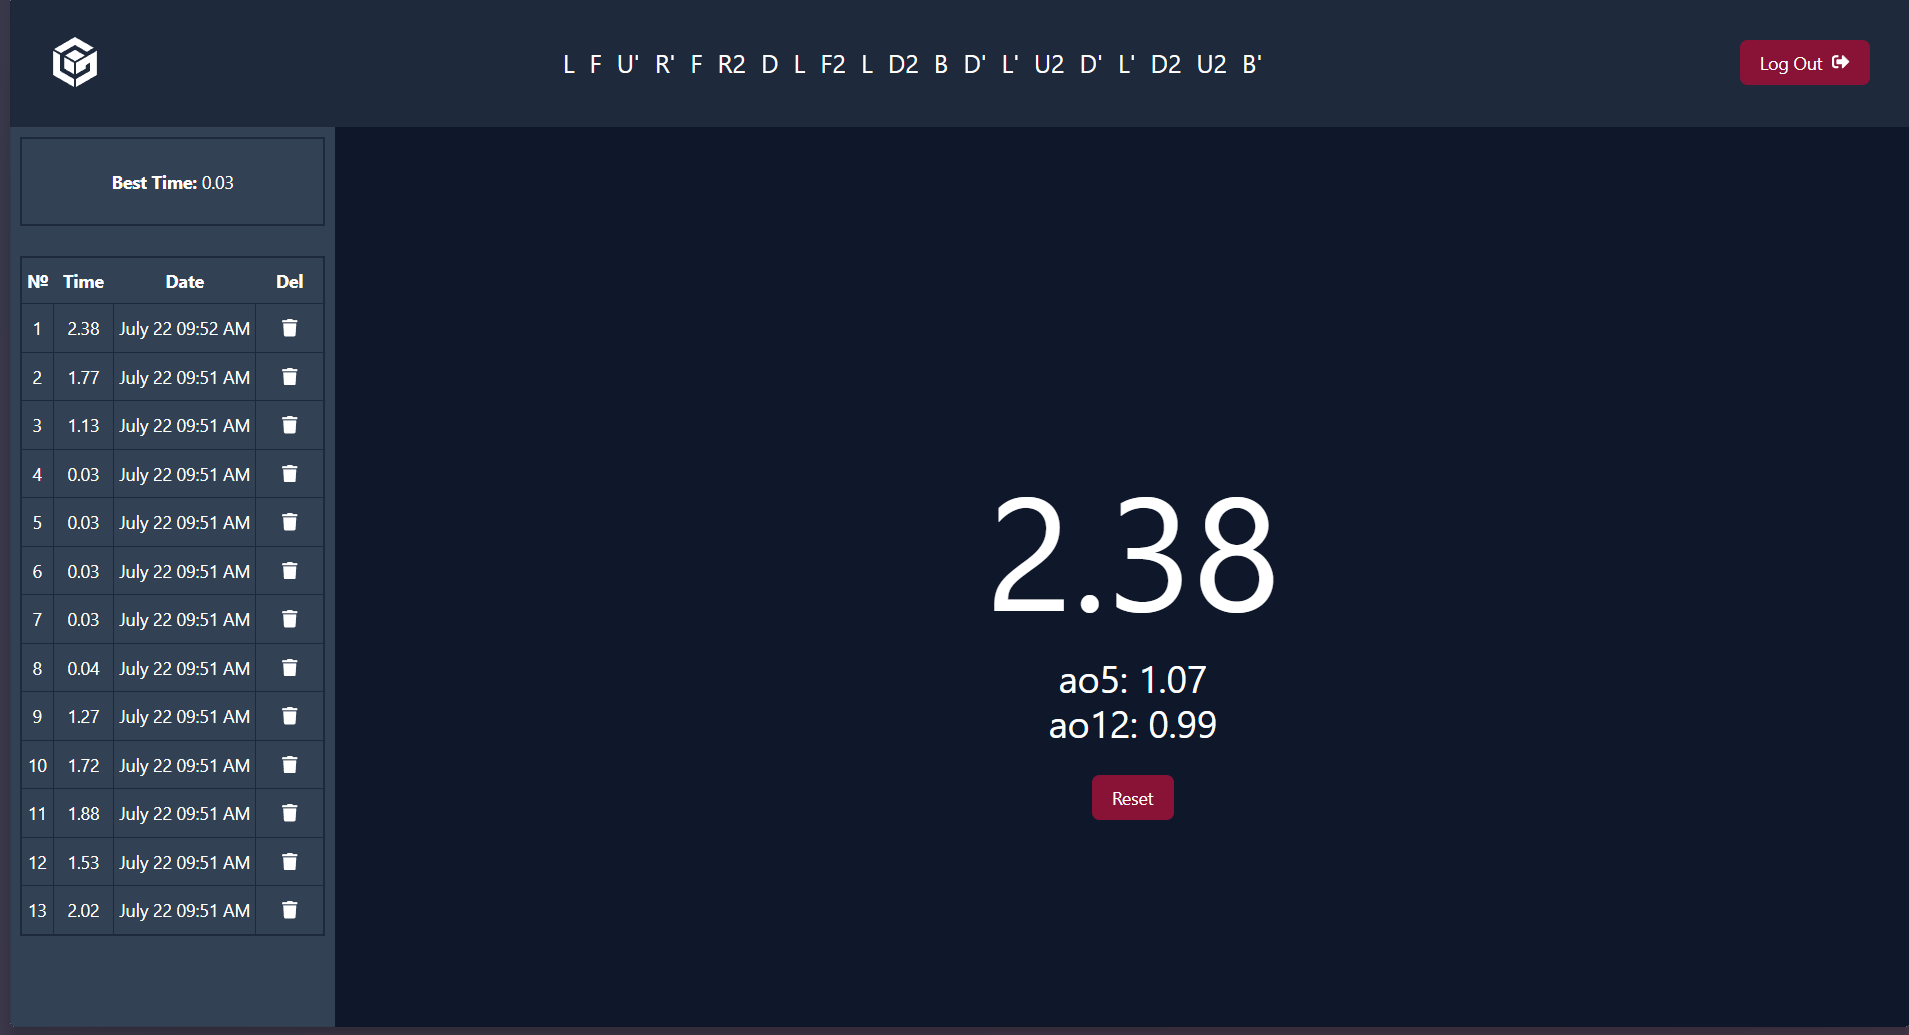 L F U' R' F R2 D L F2 L D2 B D' L' U2 D' L' D2 U2 B'
Log Out
Best Time: 0.03
Nº Time Date Del
1 2.38 July 22 09:52 AM
2 1.77 July 22 09:51 AM
3 1.13 July 22 09:51 AM
4 0.03 July 22 09:51 AM
5 0.03 July 22 09:51 AM
6 0.03 July 22 09:51 AM
7 0.03 July 22 09:51 AM
8 0.04 July 22 09:51 AM
9 1.27 July 22 09:51 AM
10 1.72 July 22 09:51 AM
11 1.88 July 22 09:51 AM
12 1.53 July 22 09:51 AM
13 2.02 July 22 09:51 AM
2.38
ao5: 1.07
ao12: 0.99
Reset